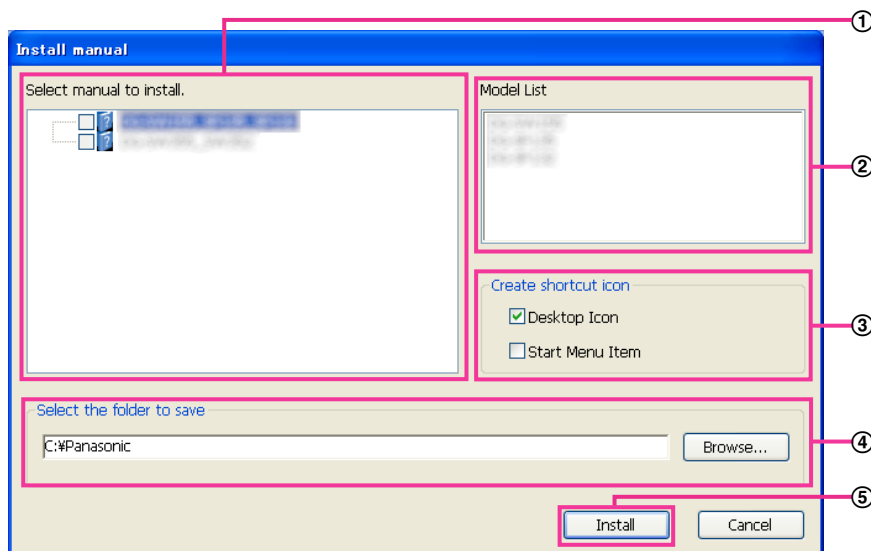 ①
Install manual
Select manual to install.
Model List
②
Create shortcut icon
Desktop Icon
③
Start Menu Item
Select the folder to save
C:¥Panasonic
Browse...
④
⑤
Install
Cancel